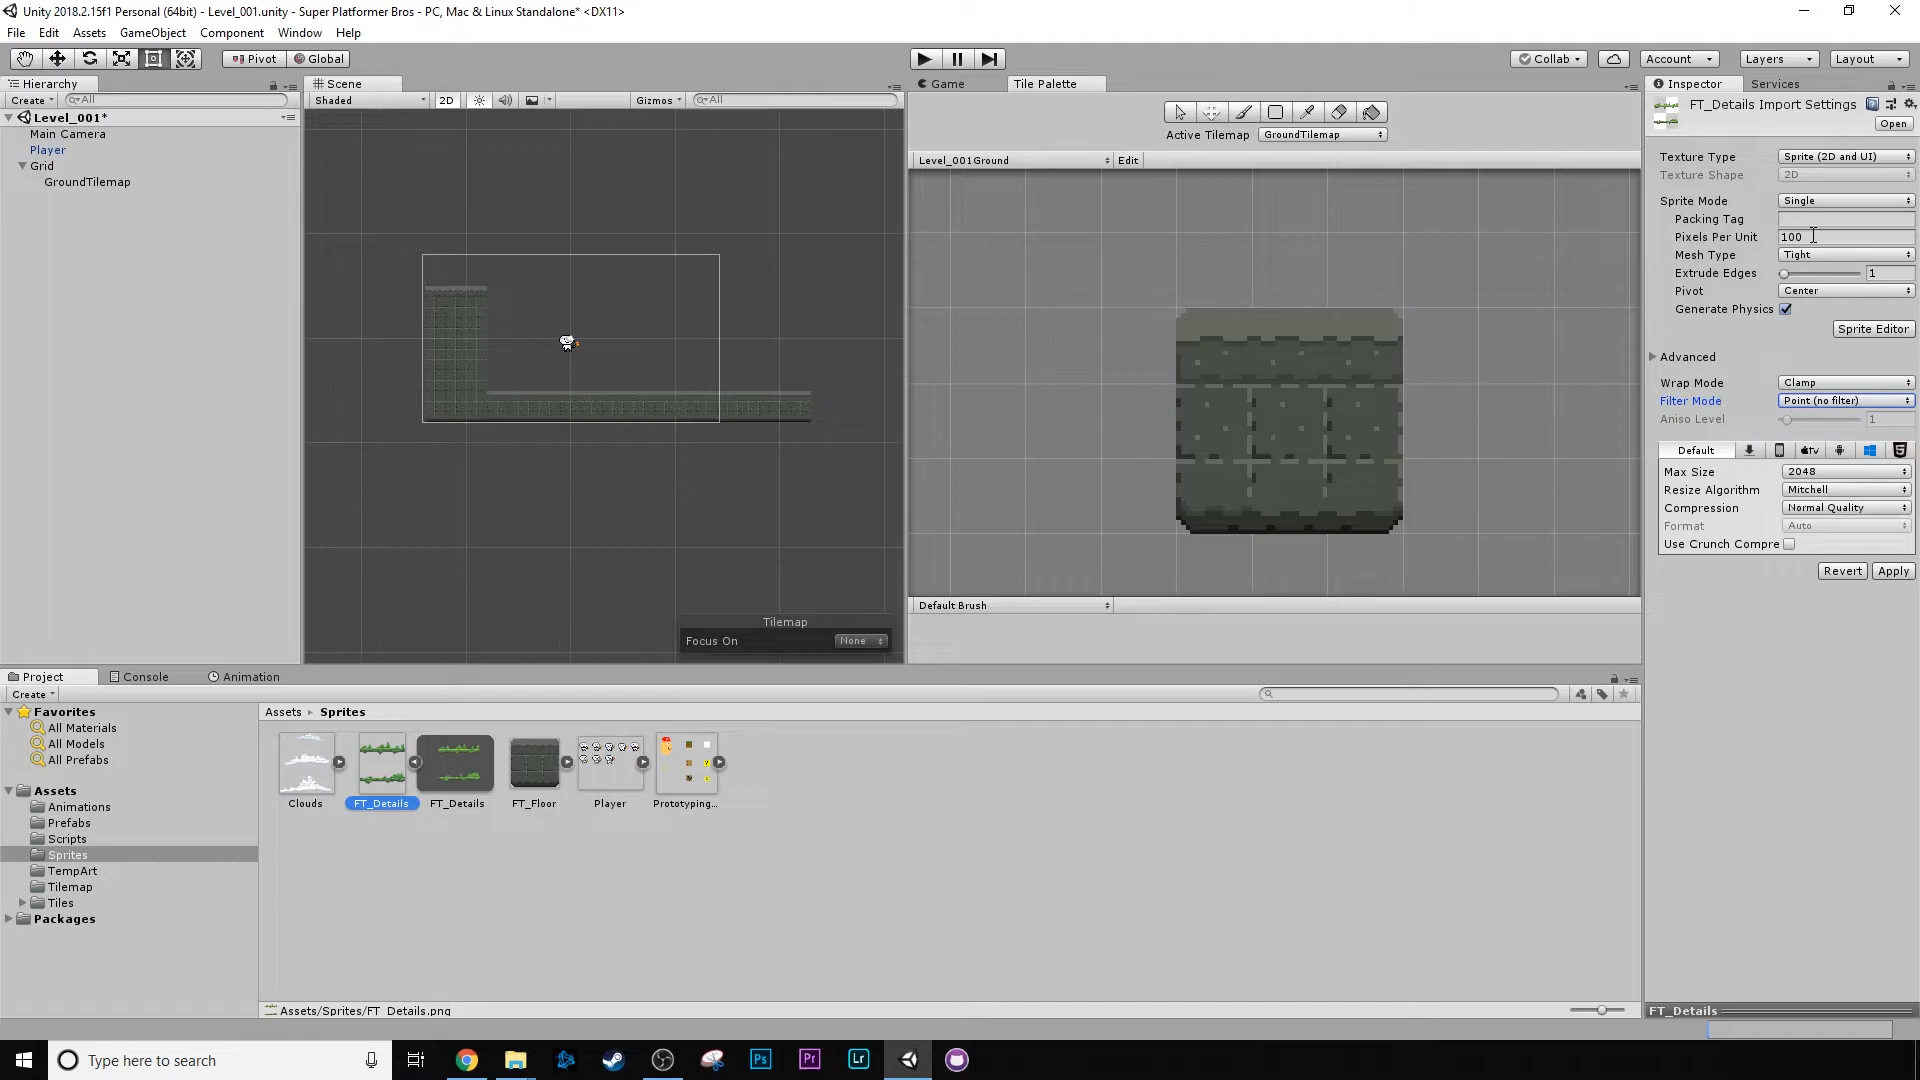 Unity 2018.2.15f1 Personal (64bit) - Level_001.unity - Super Platformer Bros - PC, Mac & Linux Standalone* <DX11>
File Edit Assets GameObject Component Window Help
Pivot Global Collab Account Layers Layout
Hierarchy
Create All
Level_001*
Main Camera
Player
Grid
GroundTilemap
Scene
Shaded 2D Gizmos All
Tilemap
Focus On None
Game Tile Palette
Active Tilemap GroundTilemap
Level_001Ground Edit
Default Brush
Inspector Services
FT_Details Import Settings
Open
Texture Type Sprite (2D and UI)
Texture Shape 2D
Sprite Mode Single
Packing Tag
Pixels Per Unit 100
Mesh Type Tight
Extrude Edges 1
Pivot Center
Generate Physics
Sprite Editor
Advanced
Wrap Mode Clamp
Filter Mode Point (no filter)
Aniso Level 1
Default tv
Max Size 2048
Resize Algorithm Mitchell
Compression Normal Quality
Format Auto
Use Crunch Compre
Revert Apply
FT_Details
Project Console Animation
Create
Favorites
All Materials
All Models
All Prefabs
Assets
Animations
Prefabs
Scripts
Sprites
TempArt
Tilemap
Tiles
Packages
Assets Sprites
Clouds FT_Details FT_Details FT_Floor Player Prototyping...
Assets/Sprites/FT_Details.png
Type here to search Ps Pr Lr